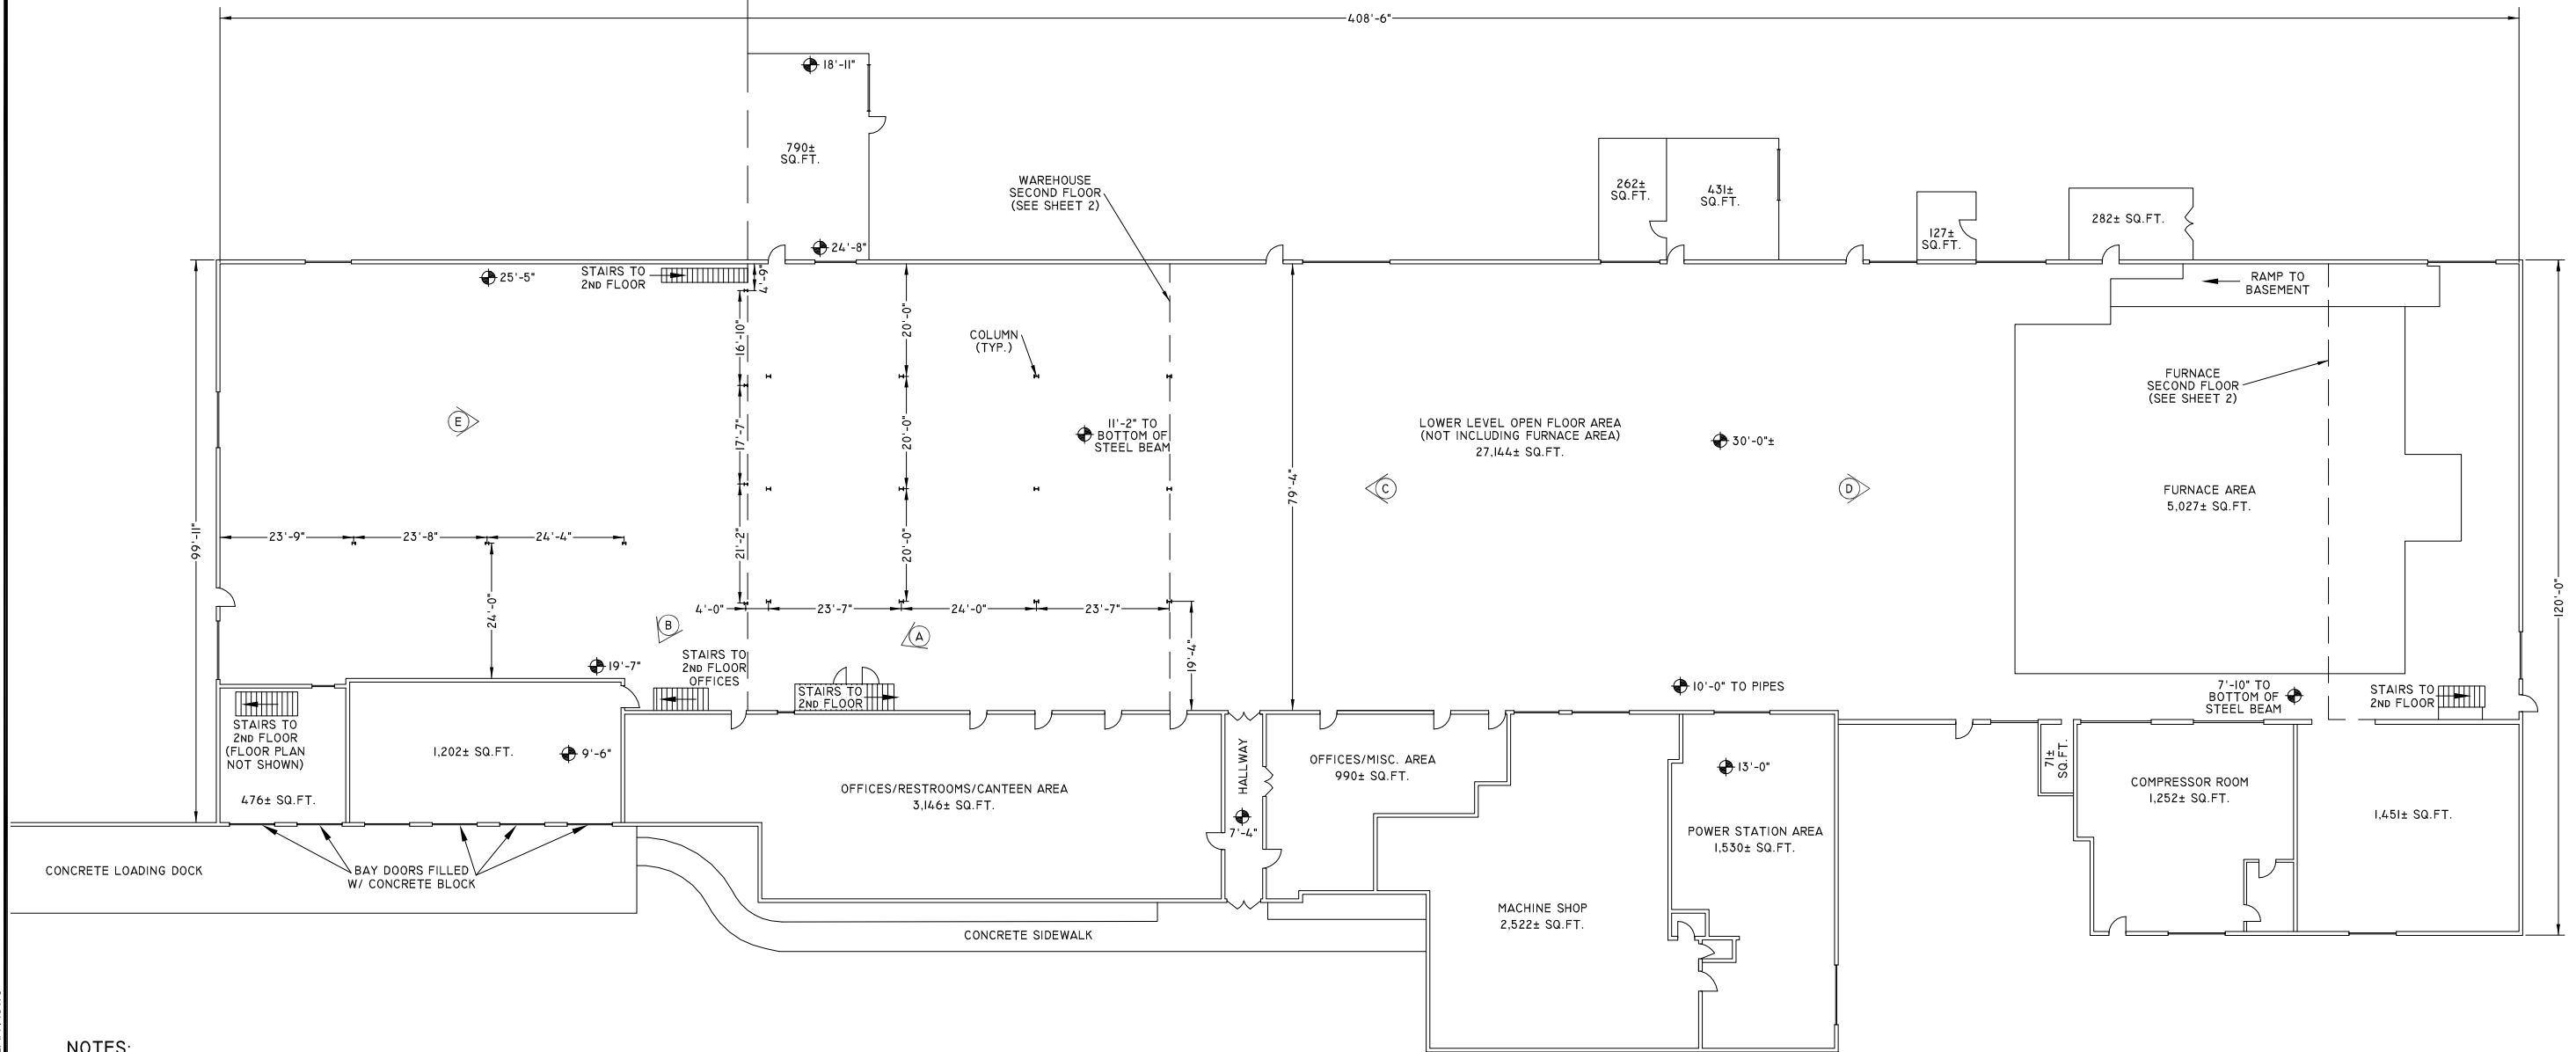 408'-6"
18'-11"
790±
SQ.FT.
WAREHOUSE
SECOND FLOOR
(SEE SHEET 2)
262±
SQ.FT.
431±
SQ.FT.
127±
SQ.FT.
282± SQ.FT.
24'-8"
25'-5"
STAIRS TO
2ND FLOOR
4'-9"
RAMP TO
BASEMENT
16'-10"
20'-0"
COLUMN
(TYP.)
FURNACE
SECOND FLOOR
(SEE SHEET 2)
E
17'-7"
20'-0"
11'-2" TO
BOTTOM OF
STEEL BEAM
LOWER LEVEL OPEN FLOOR AREA
(NOT INCLUDING FURNACE AREA)
27,144± SQ.FT.
30'-0"±
79'-4"
C
D
FURNACE AREA
5,027± SQ.FT.
99'-11"
23'-9"
23'-8"
24'-4"
21'-2"
20'-0"
120'-0"
24'-0"
4'-0"
23'-7"
24'-0"
23'-7"
B
A
19'-4"
19'-7"
STAIRS TO
2ND FLOOR
OFFICES
STAIRS TO
2ND FLOOR
10'-0" TO PIPES
7'-10" TO
BOTTOM OF
STEEL BEAM
STAIRS TO
2ND FLOOR
STAIRS TO
2ND FLOOR
(FLOOR PLAN
NOT SHOWN)
476± SQ.FT.
1,202± SQ.FT.
9'-6"
OFFICES/RESTROOMS/CANTEEN AREA
3,146± SQ.FT.
HALLWAY
7'-4"
OFFICES/MISC. AREA
990± SQ.FT.
13'-0"
POWER STATION AREA
1,530± SQ.FT.
71±
SQ.FT.
COMPRESSOR ROOM
1,252± SQ.FT.
1,451± SQ.FT.
CONCRETE LOADING DOCK
BAY DOORS FILLED
W/ CONCRETE BLOCK
CONCRETE SIDEWALK
MACHINE SHOP
2,522± SQ.FT.
NOTES: